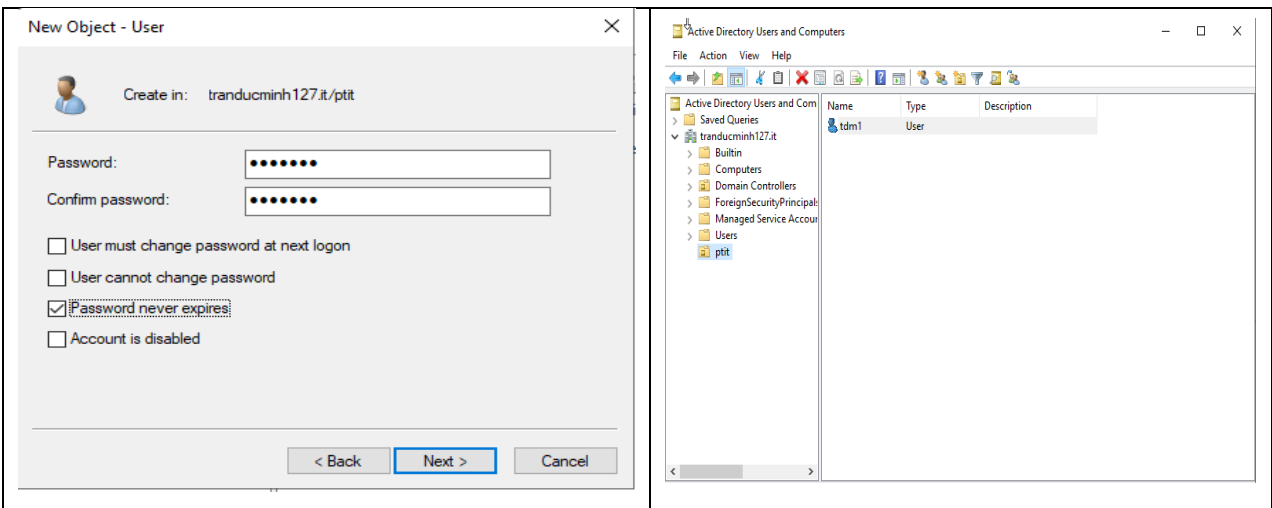 New Object - User
Create in: tranducminh127.it/ptit
Password:
Confirm password:
User must change password at next logon
User cannot change password
Password never expires
Account is disabled
< Back
Next >
Cancel
Active Directory Users and Computers
File Action View Help
Active Directory Users and Com
Saved Queries
tranducminh127.it
Builtin
Computers
Domain Controllers
ForeignSecurityPrincipals
Managed Service Accour
Users
ptit
Name Type Description
tdm1 User